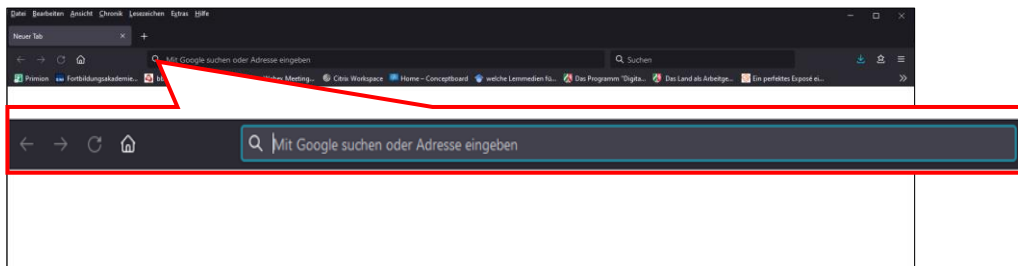 Datei Bearbeiten Ansicht Chronik Lesezeichen Extras Hilfe
Neuer Tab
Mit Google suchen oder Adresse eingeben Suchen
Primion Fortbildungsakademie... Webex Meeting... Citrix Workspace Home – Conceptboard welche Lernmedien fü... Das Programm "Digita... Das Land als Arbeitge... Ein perfektes Exposé ei...
Mit Google suchen oder Adresse eingeben